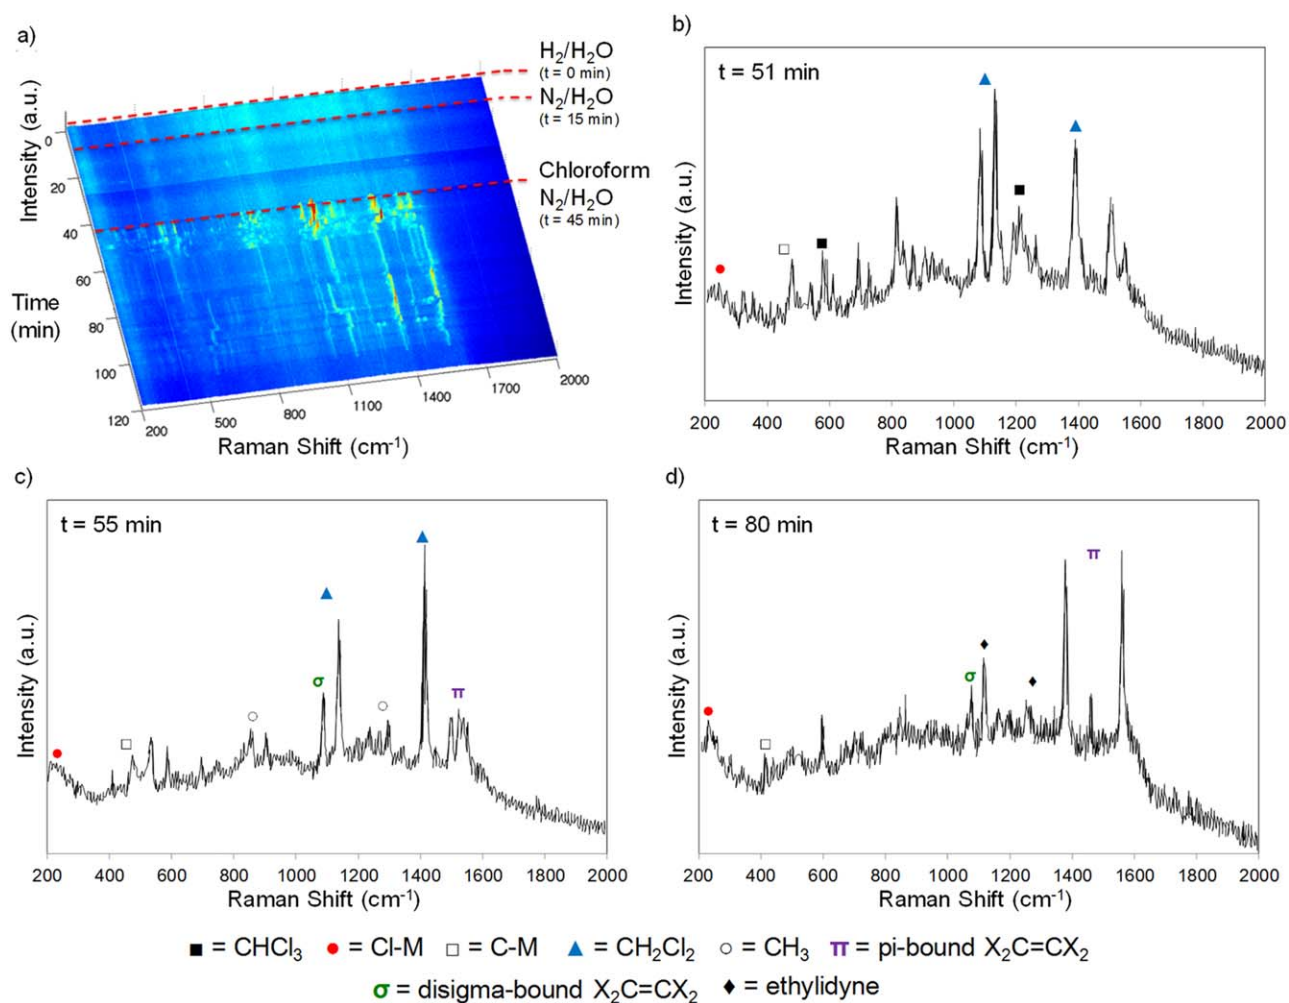 a)
H₂/H₂O
(t = 0 min)
N₂/H₂O
(t = 15 min)
Chloroform
N₂/H₂O
(t = 45 min)
Intensity (a.u.)
0
20
40
60
80
100
120
Time
(min)
200
500
800
1100
1400
1700
2000
Raman Shift (cm⁻¹)
b)
t = 51 min
Intensity (a.u.)
200 400 600 800 1000 1200 1400 1600 1800 2000
Raman Shift (cm⁻¹)
c)
t = 55 min
σ
π
Intensity (a.u.)
200 400 600 800 1000 1200 1400 1600 1800 2000
Raman Shift (cm⁻¹)
d)
t = 80 min
σ
π
Intensity (a.u.)
200 400 600 800 1000 1200 1400 1600 1800 2000
Raman Shift (cm⁻¹)
■ = CHCl₃ ● = Cl-M □ = C-M ▲ = CH₂Cl₂ ○ = CH₃ π = pi-bound X₂C=CX₂
σ = disigma-bound X₂C=CX₂ ♦ = ethylidyne